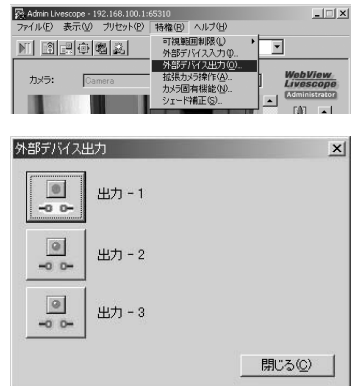 Admin Livescope - 192.168.100.1:65310
ファイル(F) 表示(V) プリセット(P) 特権(R) ヘルプ(H)
可視範囲制限(L)
外部デバイス入力(I)...
外部デバイス出力(O)...
拡張カメラ操作(A)...
カメラ固有機能(N)...
シェード補正(S)...
カメラ: Camera
WebView
Livescope
Administrator
外部デバイス出力
出力 - 1
出力 - 2
出力 - 3
閉じる(C)